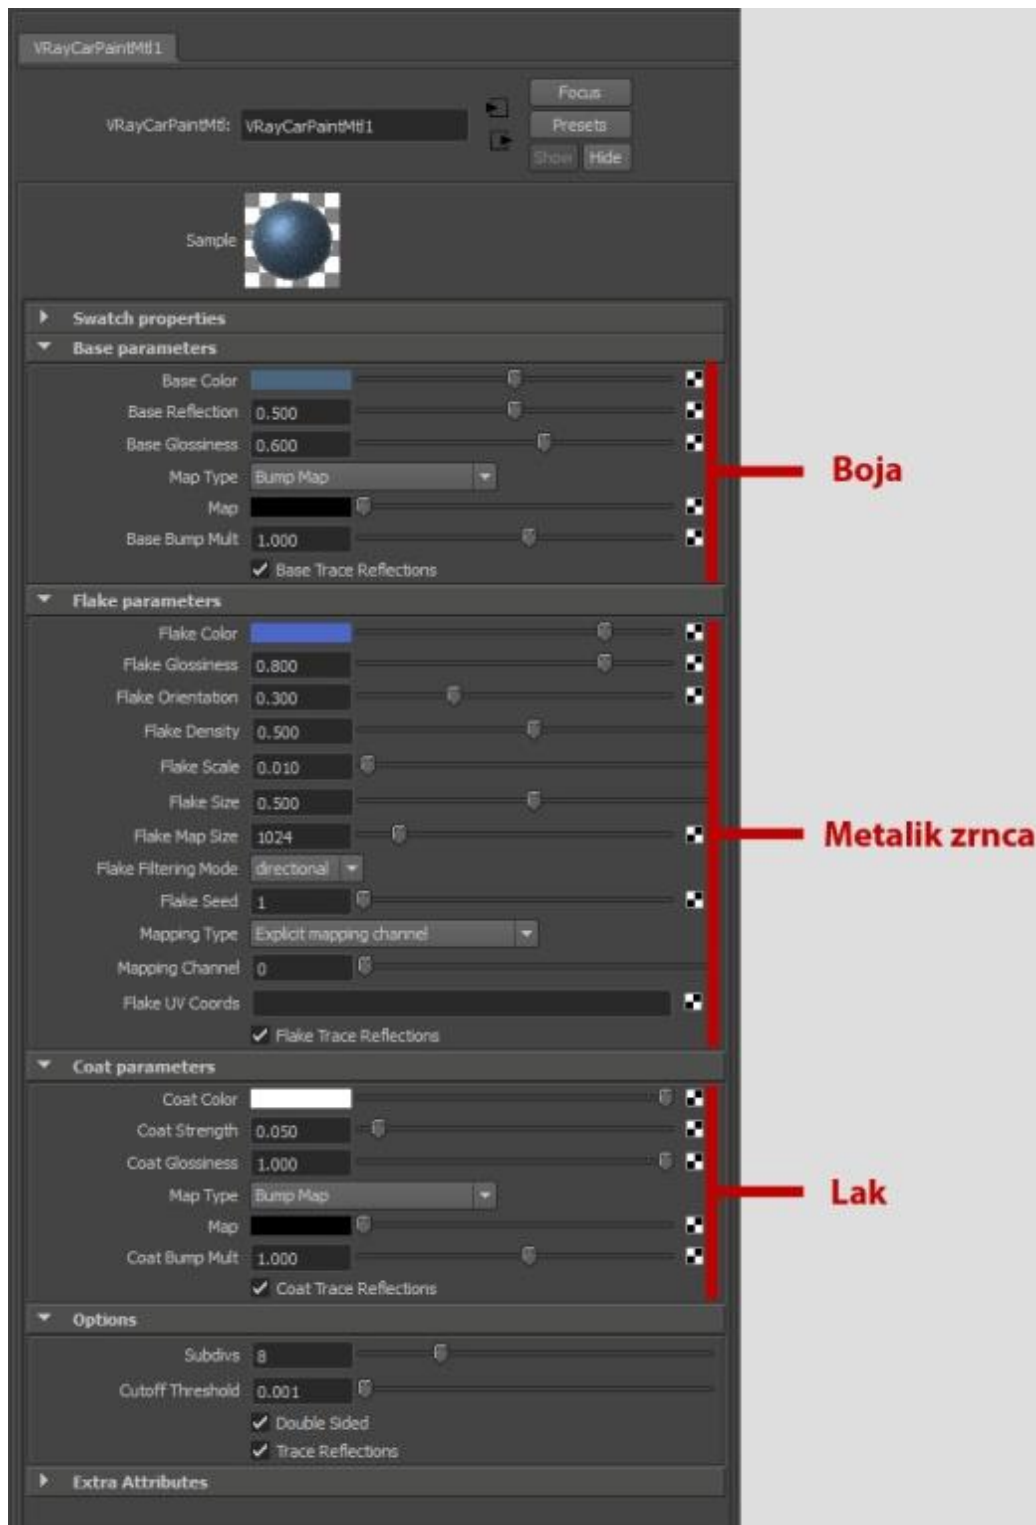 VRayCarPaintMtl1
Focus
VRayCarPaintMtl: VRayCarPaintMtl1
Presets
Show Hide
Sample
Swatch properties
Base parameters
Base Color
Base Reflection 0.500
Base Glossiness 0.600
Map Type Bump Map
Boja
Map
Base Bump Mult 1.000
Base Trace Reflections
Flake parameters
Flake Color
Flake Glossiness 0.800
Flake Orientation 0.300
Flake Density 0.500
Flake Scale 0.010
Flake Size 0.500
Flake Map Size 1024
Metalik zrnca
Flake Filtering Mode directional
Flake Seed 1
Mapping Type Explicit mapping channel
Mapping Channel 0
Flake UV Coords
Flake Trace Reflections
Coat parameters
Coat Color
Coat Strength 0.050
Coat Glossiness 1.000
Map Type Bump Map
Lak
Map
Coat Bump Mult 1.000
Coat Trace Reflections
Options
Subdivs 8
Cutoff Threshold 0.001
Double Sided
Trace Reflections
Extra Attributes